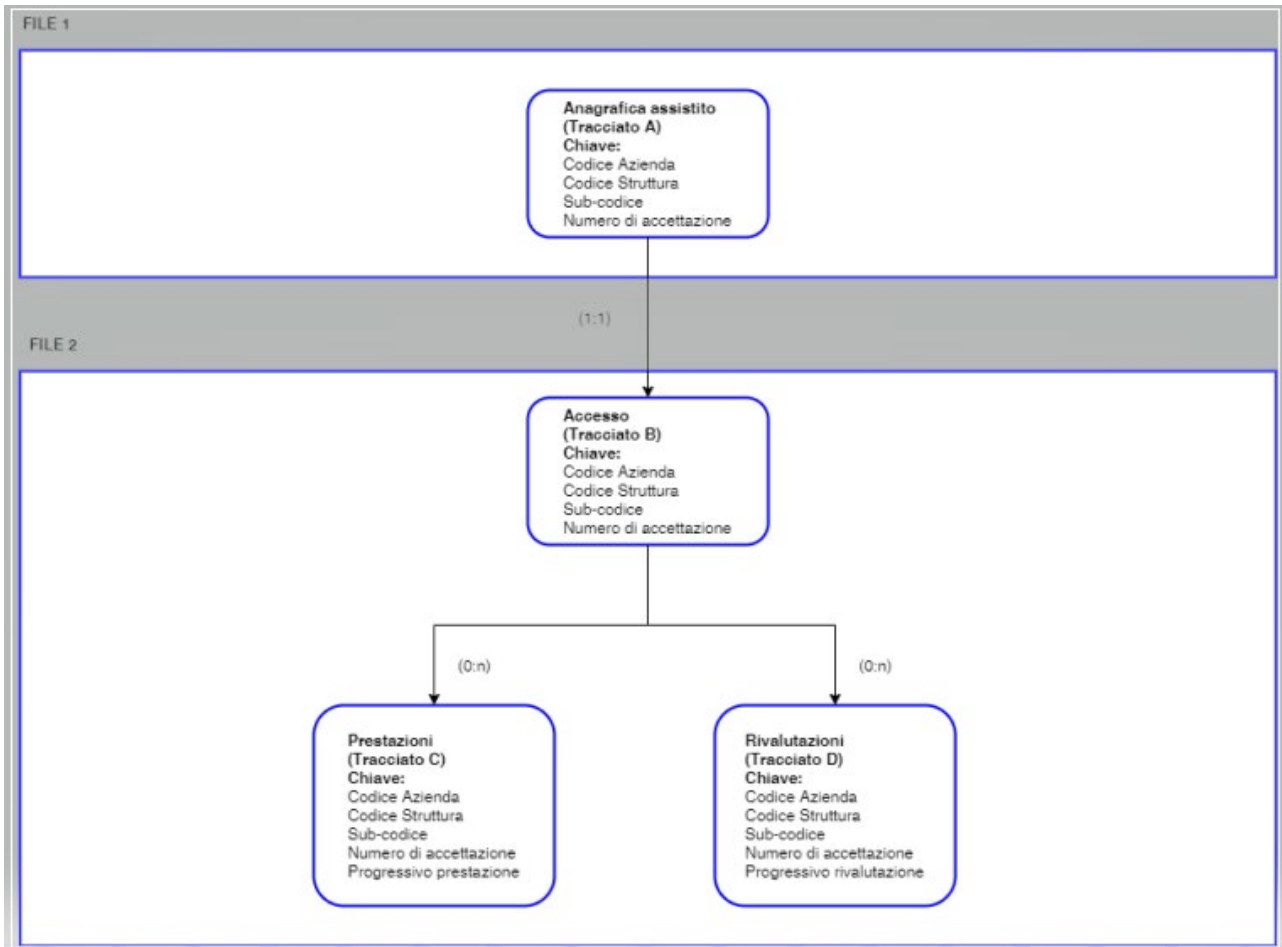 FILE 1
Anagrafica assistito
(Tracciato A)
Chiave:
Codice Azienda
Codice Struttura
Sub-codice
Numero di accettazione
(1:1)
FILE 2
Accesso
(Tracciato B)
Chiave:
Codice Azienda
Codice Struttura
Sub-codice
Numero di accettazione
(0:n)
(0:n)
Prestazioni
(Tracciato C)
Chiave:
Codice Azienda
Codice Struttura
Sub-codice
Numero di accettazione
Progressivo prestazione
Rivalutazioni
(Tracciato D)
Chiave:
Codice Azienda
Codice Struttura
Sub-codice
Numero di accettazione
Progressivo rivalutazione